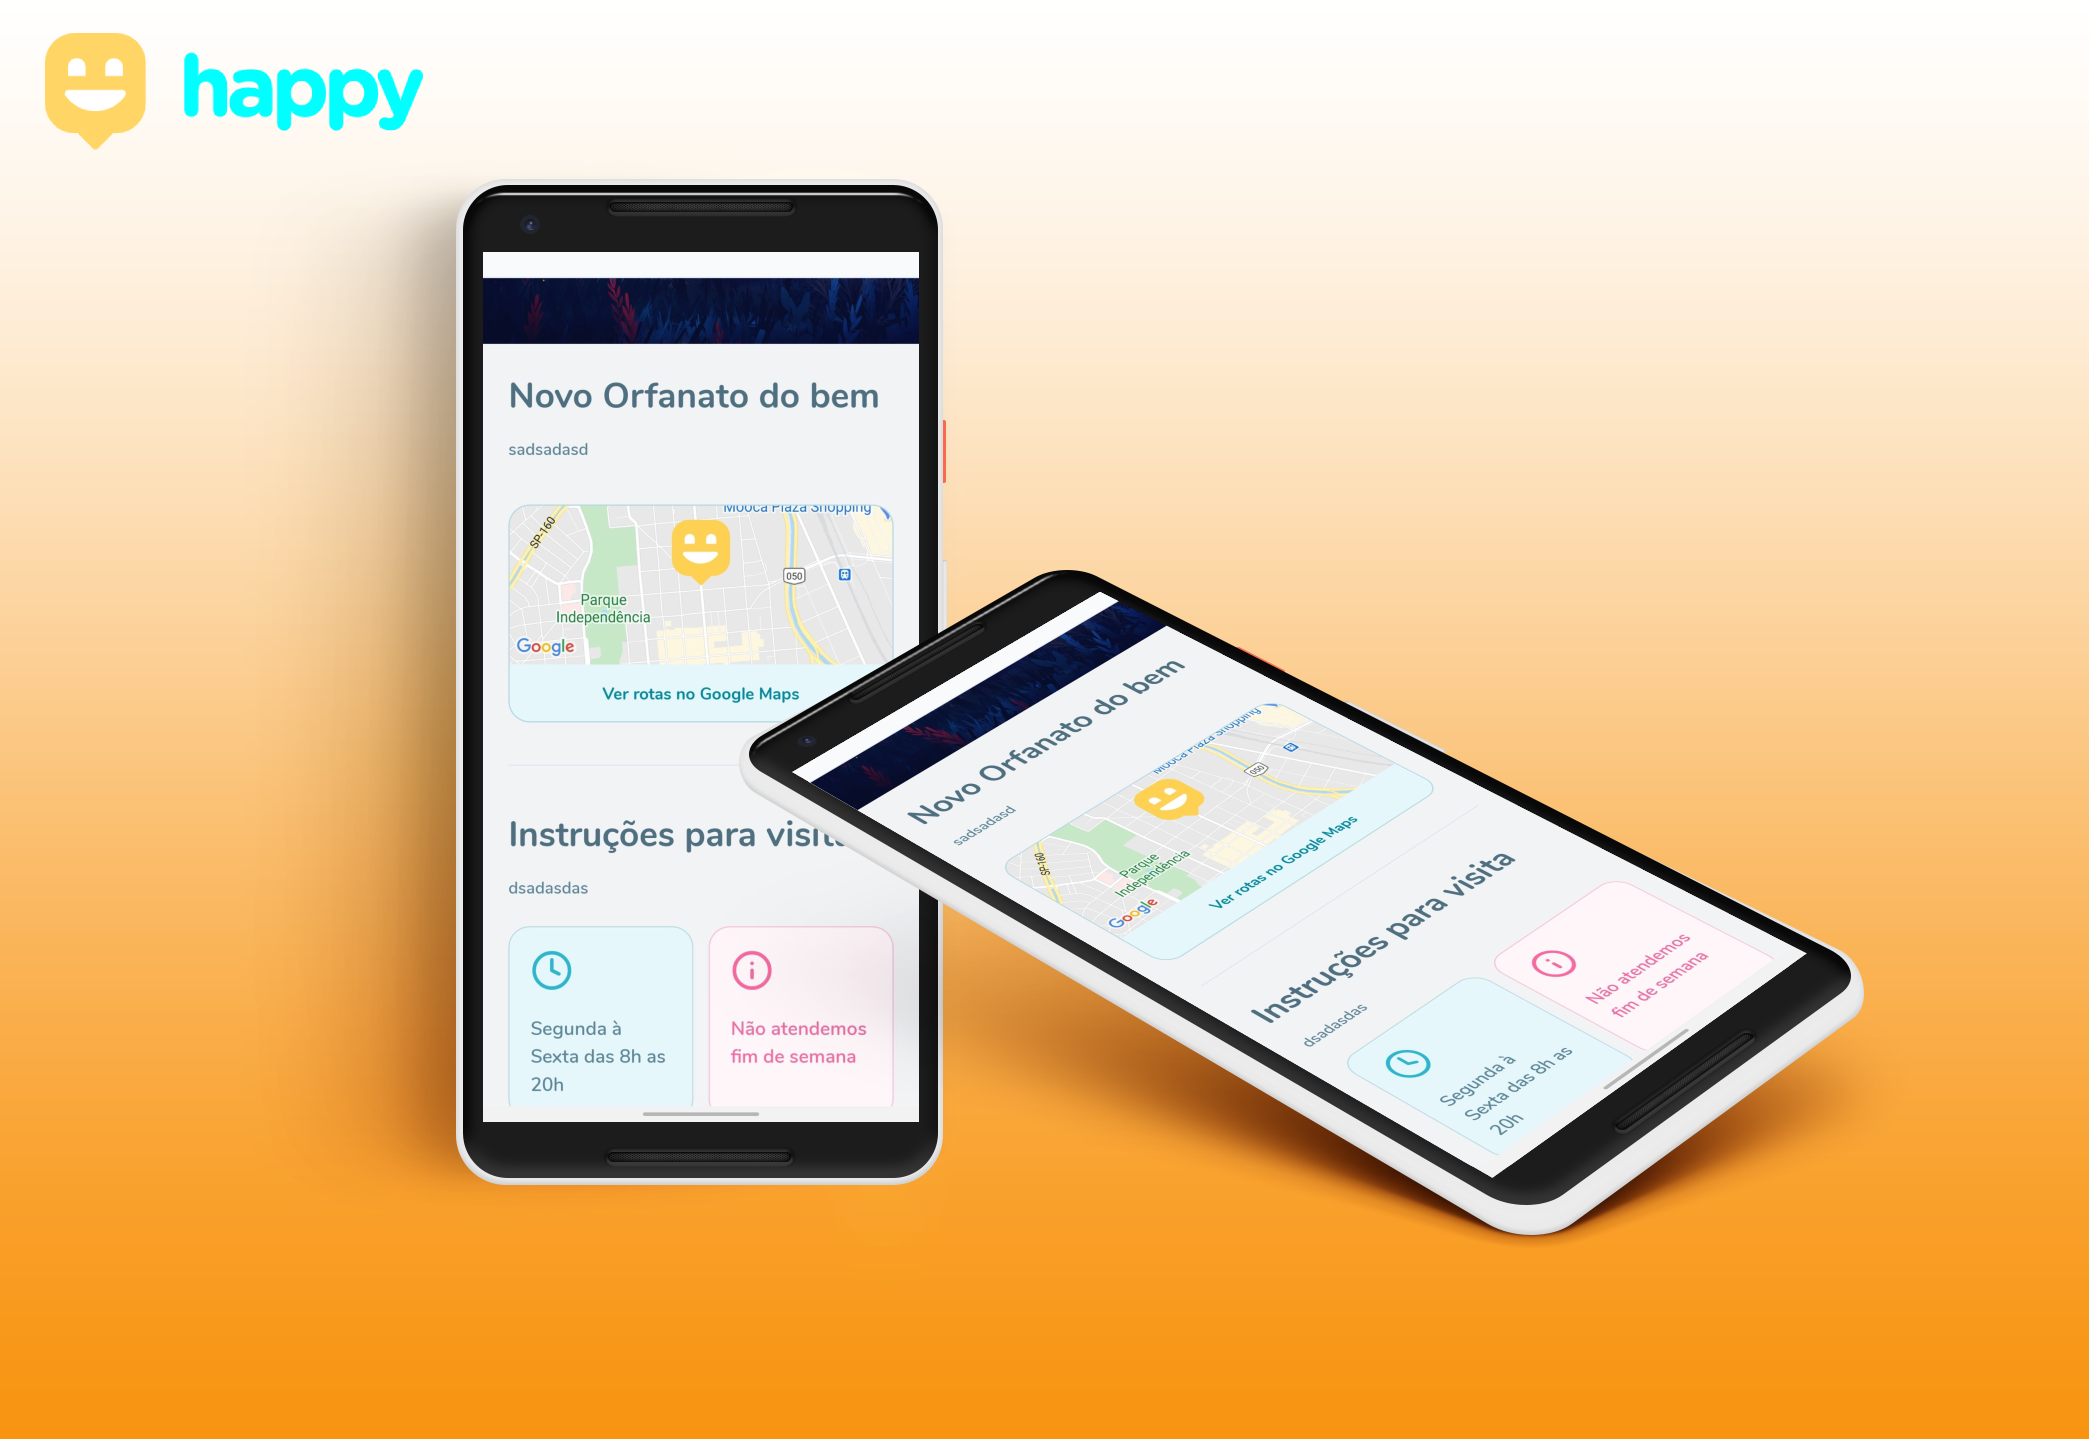 happy
Novo Orfanato do bem
sadsadasd
Mooca Plaza Shopping
SP-160
050
Parque
Independência
Google
Ver rotas no Google Maps
Instruções para visita
dsadasdas
Segunda à
Sexta das 8h as
20h
Não atendemos
fim de semana
Novo Orfanato do bem
sadsadasd
Mooca Plaza Shopping
050
SP-160
Parque
Independência
Google
Ver rotas no Google Maps
Instruções para visita
dsadasdas
Não atendemos
fim de semana
Segunda à
Sexta das 8h as
20h